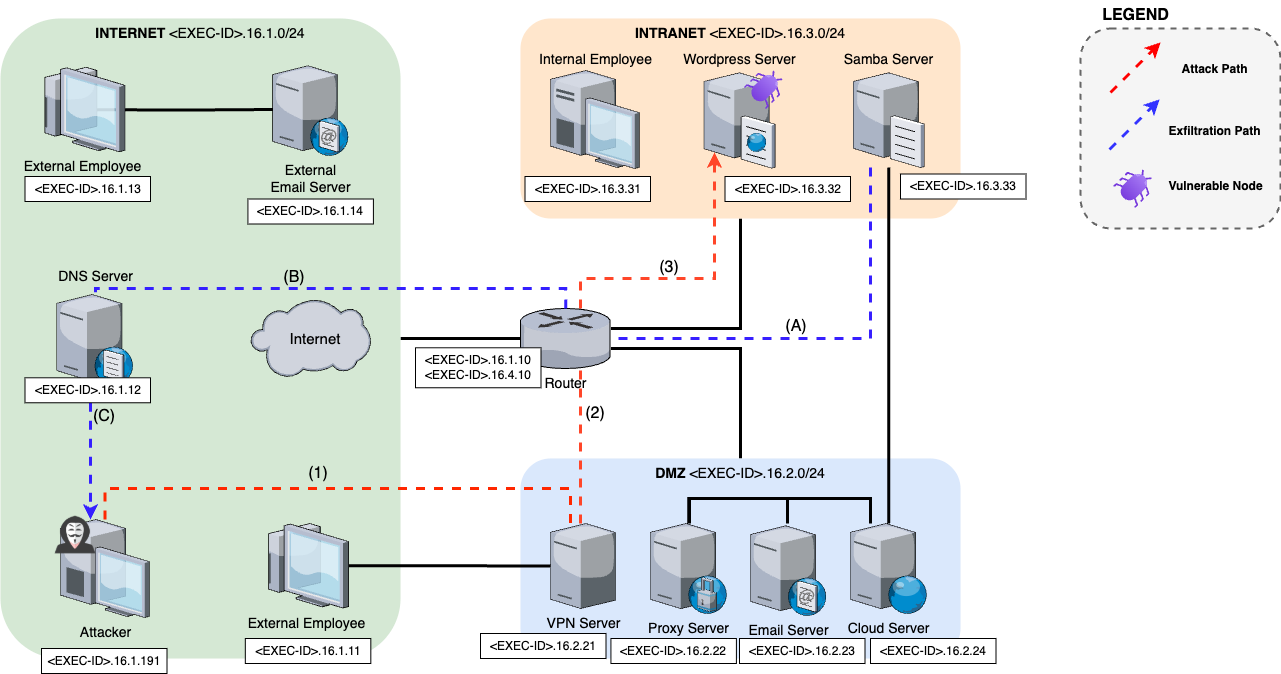 LEGEND
Attack Path
Exfiltration Path
Vulnerable Node
INTERNET <EXEC-ID>.16.1.0/24
External Employee
<EXEC-ID>.16.1.13
External
Email Server
<EXEC-ID>.16.1.14
INTRANET <EXEC-ID>.16.3.0/24
Internal Employee
<EXEC-ID>.16.3.31
Wordpress Server
<EXEC-ID>.16.3.32
Samba Server
<EXEC-ID>.16.3.33
DNS Server
<EXEC-ID>.16.1.12
(B)
(3)
(A)
Internet
<EXEC-ID>.16.1.10
<EXEC-ID>.16.4.10
Router
(C)
(2)
(1)
Attacker
<EXEC-ID>.16.1.191
External Employee
<EXEC-ID>.16.1.11
DMZ <EXEC-ID>.16.2.0/24
VPN Server
<EXEC-ID>.16.2.21
Proxy Server
<EXEC-ID>.16.2.22
@
Email Server
<EXEC-ID>.16.2.23
Cloud Server
<EXEC-ID>.16.2.24